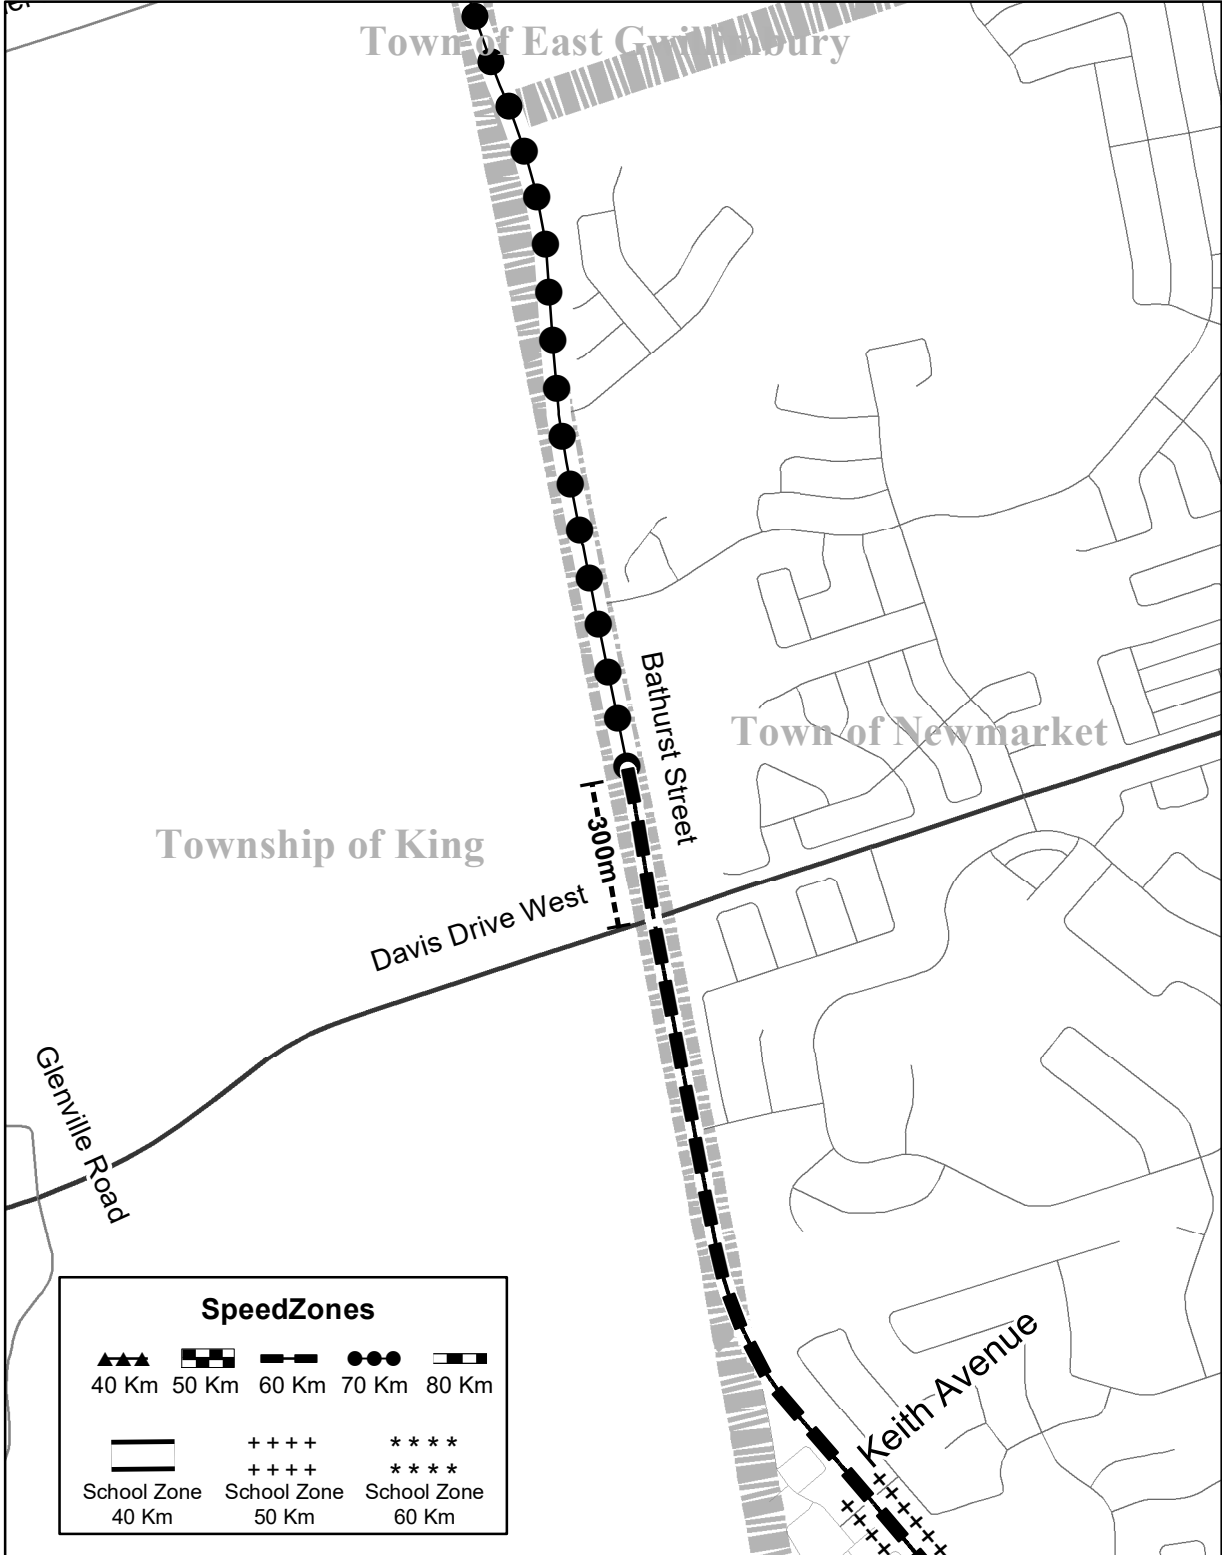 Town of East Gwillimbury
Bathurst Street
Town of Newmarket
Township of King
300m
Davis Drive West
Glenville Road
Keith Avenue
SpeedZones
40 Km 50 Km 60 Km 70 Km 80 Km
++++ ****
++++ ****
School Zone School Zone School Zone
40 Km 50 Km 60 Km